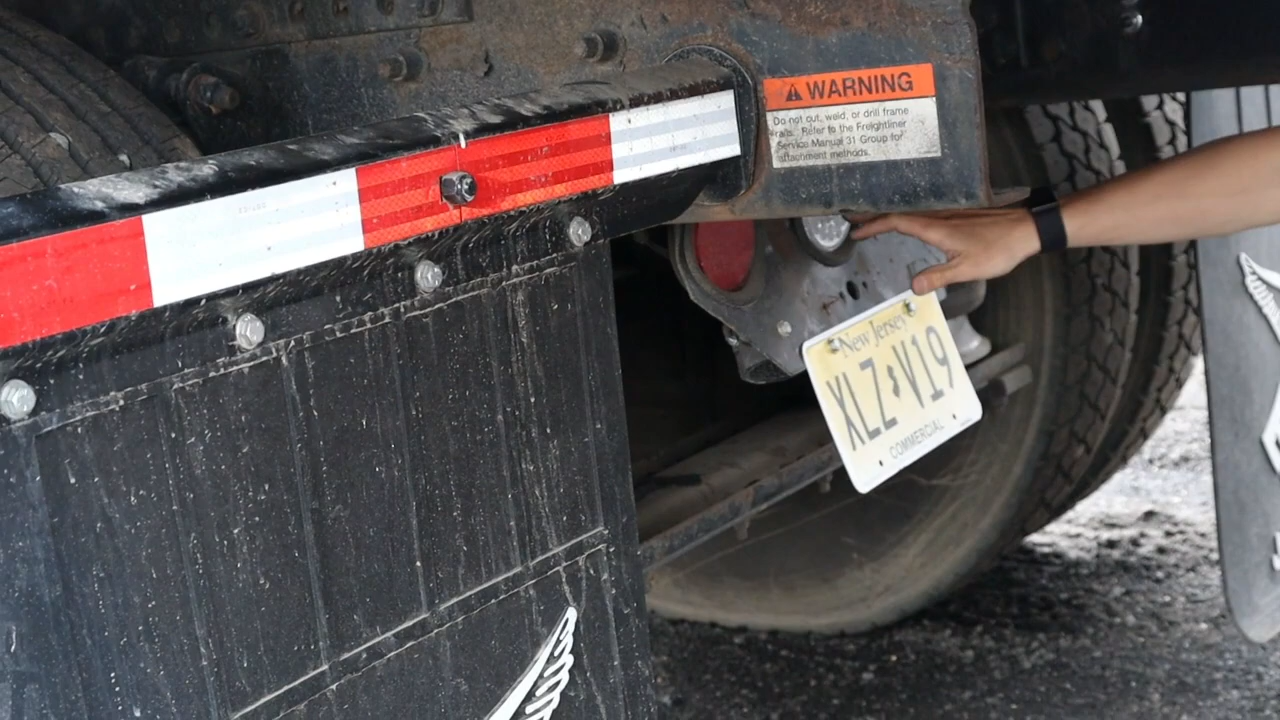 WARNING
Do not cut, weld, or drill frame
rails. Refer to the Freightliner
Service Manual 31 Group for
attachment methods.
New Jersey
XLZ V19
COMMERCIAL